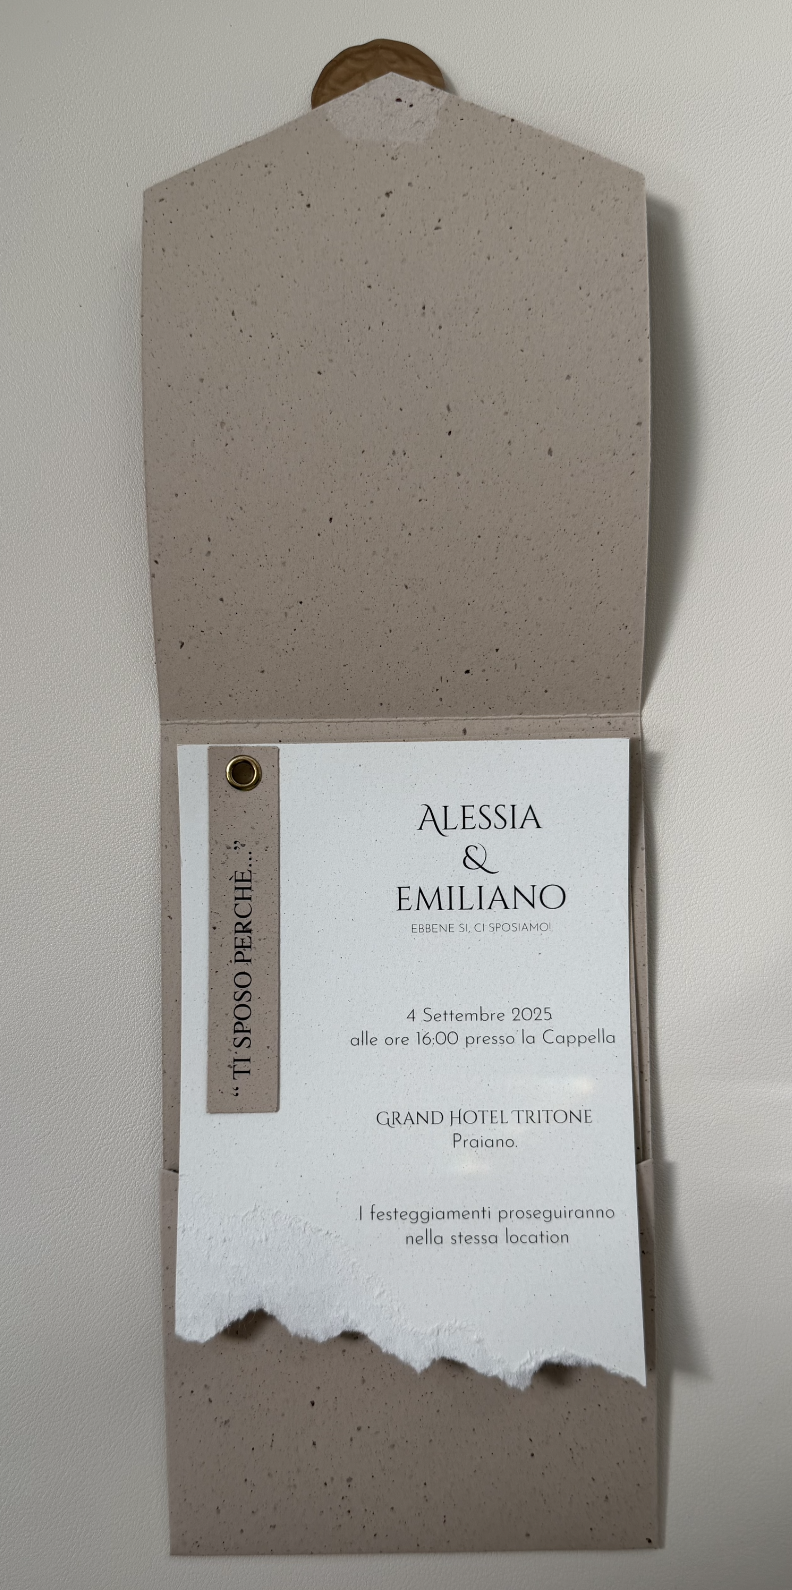 “ TI SPOSO PERCHÈ...”
ALESSIA
&
EMILIANO
EBBENE SI, CI SPOSIAMO!
4 Settembre 2025
alle ore 16:00 presso la Cappella
GRAND HOTEL TRITONE
Praiano.
I festeggiamenti proseguiranno
nella stessa location